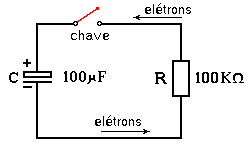 elétrons
chave
+
C 100µF
−
R 100KΩ
elétrons